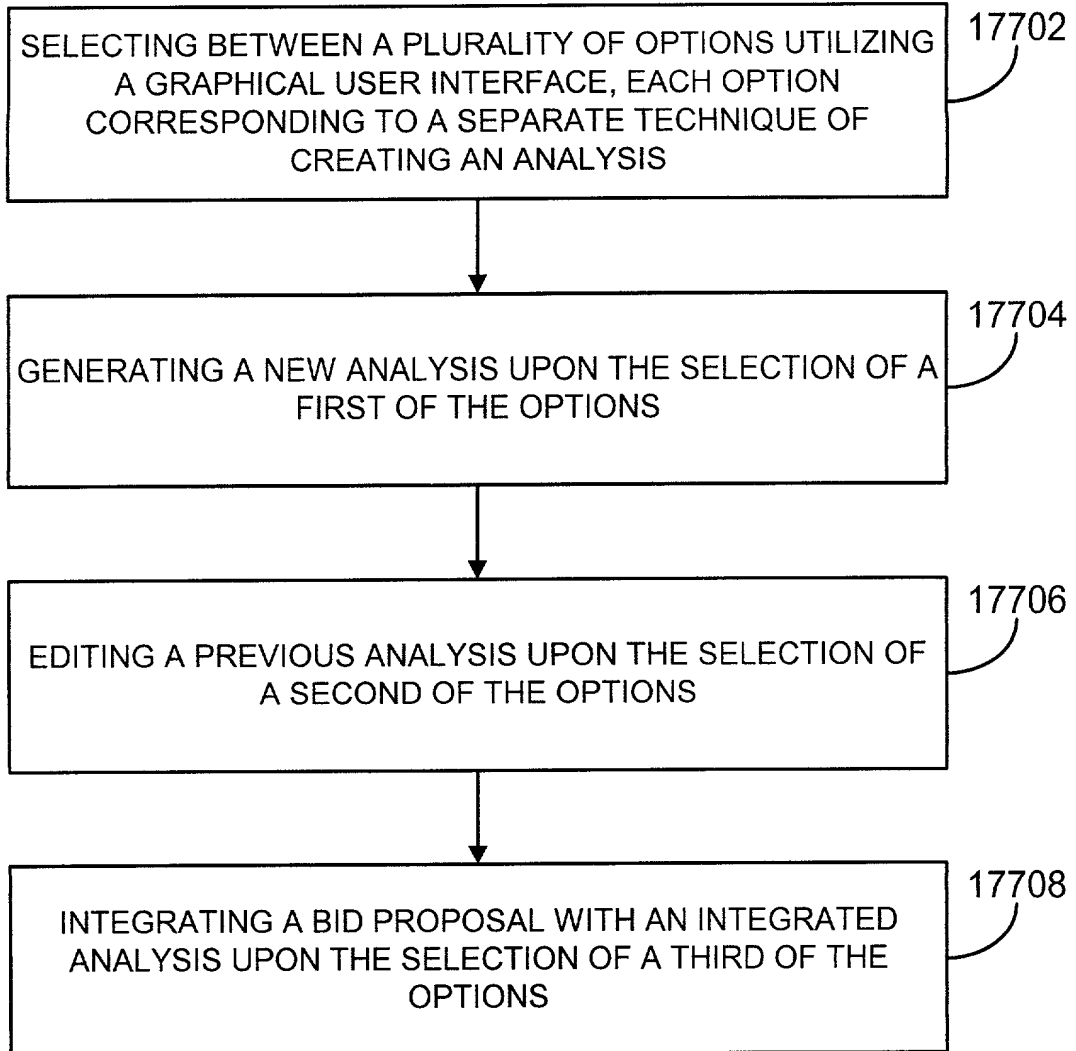 SELECTING BETWEEN A PLURALITY OF OPTIONS UTILIZING
A GRAPHICAL USER INTERFACE, EACH OPTION
CORRESPONDING TO A SEPARATE TECHNIQUE OF
CREATING AN ANALYSIS
17702
GENERATING A NEW ANALYSIS UPON THE SELECTION OF A
FIRST OF THE OPTIONS
17704
EDITING A PREVIOUS ANALYSIS UPON THE SELECTION OF
A SECOND OF THE OPTIONS
17706
INTEGRATING A BID PROPOSAL WITH AN INTEGRATED
ANALYSIS UPON THE SELECTION OF A THIRD OF THE
OPTIONS
17708